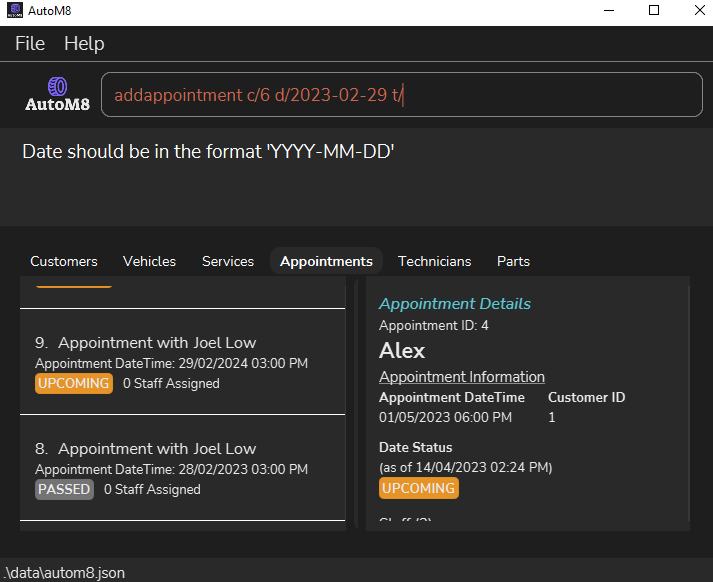 AutoM8
File Help
AutoM8
addappointment c/6 d/2023-02-29 t/
Date should be in the format 'YYYY-MM-DD'
Customers Vehicles Services Appointments Technicians Parts
9. Appointment with Joel Low
Appointment DateTime: 29/02/2024 03:00 PM
UPCOMING 0 Staff Assigned
8. Appointment with Joel Low
Appointment DateTime: 28/02/2023 03:00 PM
PASSED 0 Staff Assigned
Appointment Details
Appointment ID: 4
Alex
Appointment Information
Appointment DateTime Customer ID
01/05/2023 06:00 PM 1
Date Status
(as of 14/04/2023 02:24 PM)
UPCOMING
.\data\autom8.json